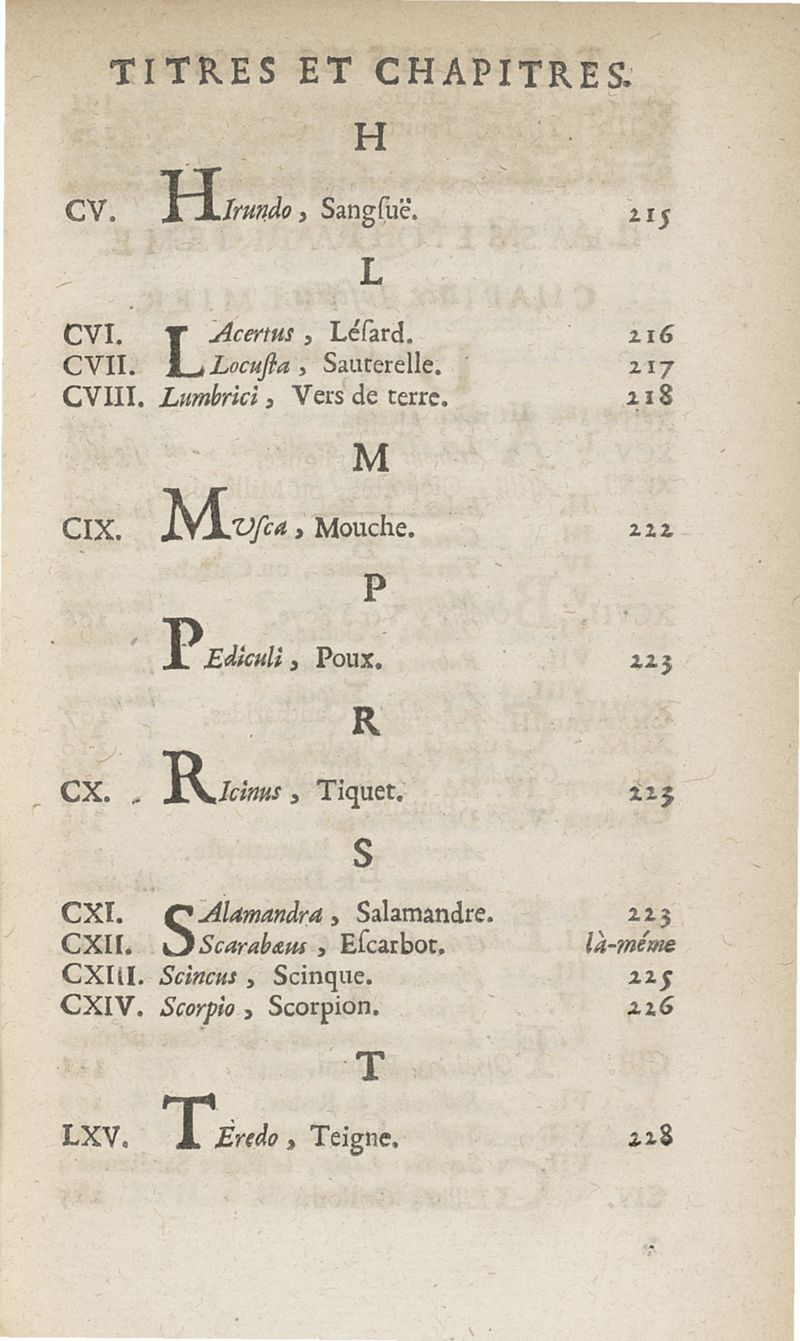 TITRES ET CHAPITRES.
H
CV. HIrundo, Sangſuë. 215
L
CVI. LAcertus, Léſard. 216
CVII. Locuſta, Sauterelle. 217
CVIII. Lumbrici, Vers de terre. 218
M
CIX. MVſca, Mouche. 222
P
PEdiculi, Poux. 223
R
CX. RIcinus, Tiquet. 223
S
CXI. SAlamandra, Salamandre. 223
CXII. Scarabæus, Eſcarbot. là-méme
CXIII. Scincus, Scinque. 225
CXIV. Scorpio, Scorpion. 226
T
LXV. TEredo, Teigne. 228